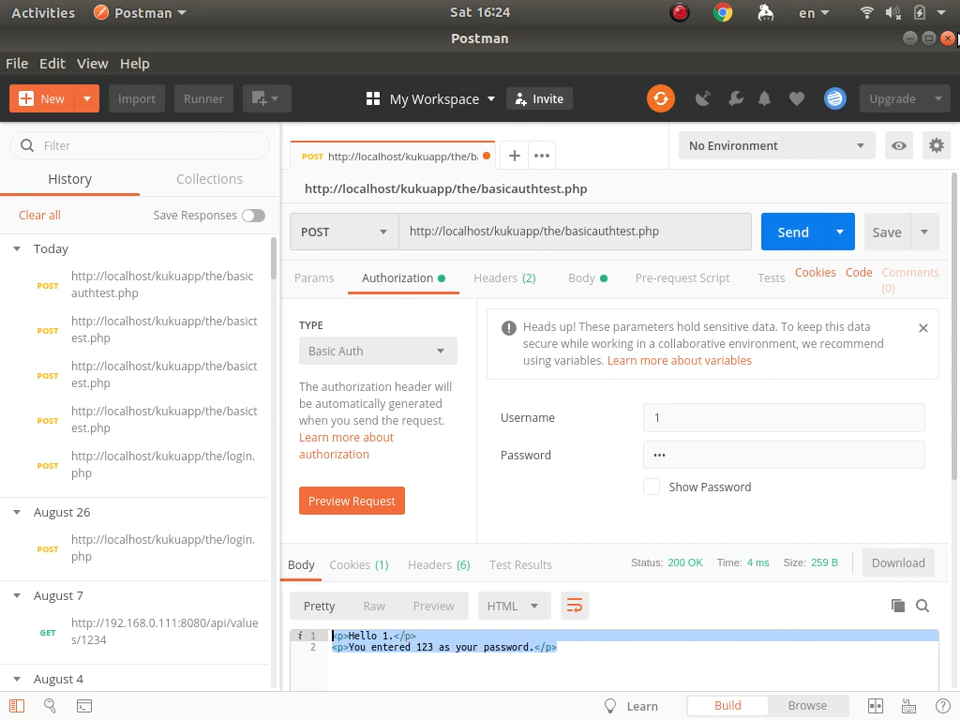 Activities
Postman
Sat 16:24
en
Postman
File Edit View Help
New
Import
Runner
My Workspace
Invite
Upgrade
Filter
History
Collections
Clear all
Save Responses
Today
POST http://localhost/kukuapp/the/basic
authtest.php
POST http://localhost/kukuapp/the/basict
est.php
POST http://localhost/kukuapp/the/basict
est.php
POST http://localhost/kukuapp/the/basict
est.php
POST http://localhost/kukuapp/the/login.
php
August 26
POST http://localhost/kukuapp/the/login.
php
August 7
GET http://192.168.0.111:8080/api/value
s/1234
August 4
POST http://localhost/kukuapp/the/b
No Environment
http://localhost/kukuapp/the/basicauthtest.php
POST
http://localhost/kukuapp/the/basicauthtest.php
Send
Save
Params
Authorization
Headers (2)
Body
Pre-request Script
Tests
Cookies
Code
Comments
(0)
TYPE
Basic Auth
The authorization header will
be automatically generated
when you send the request.
Learn more about
authorization
Preview Request
Heads up! These parameters hold sensitive data. To keep this data
secure while working in a collaborative environment, we recommend
using variables. Learn more about variables
Username
1
Password
•••
Show Password
Body
Cookies (1)
Headers (6)
Test Results
Status: 200 OK
Time: 4 ms
Size: 259 B
Download
Pretty
Raw
Preview
HTML
i 1 <p>Hello 1.</p>
2 <p>You entered 123 as your password.</p>
Learn
Build
Browse